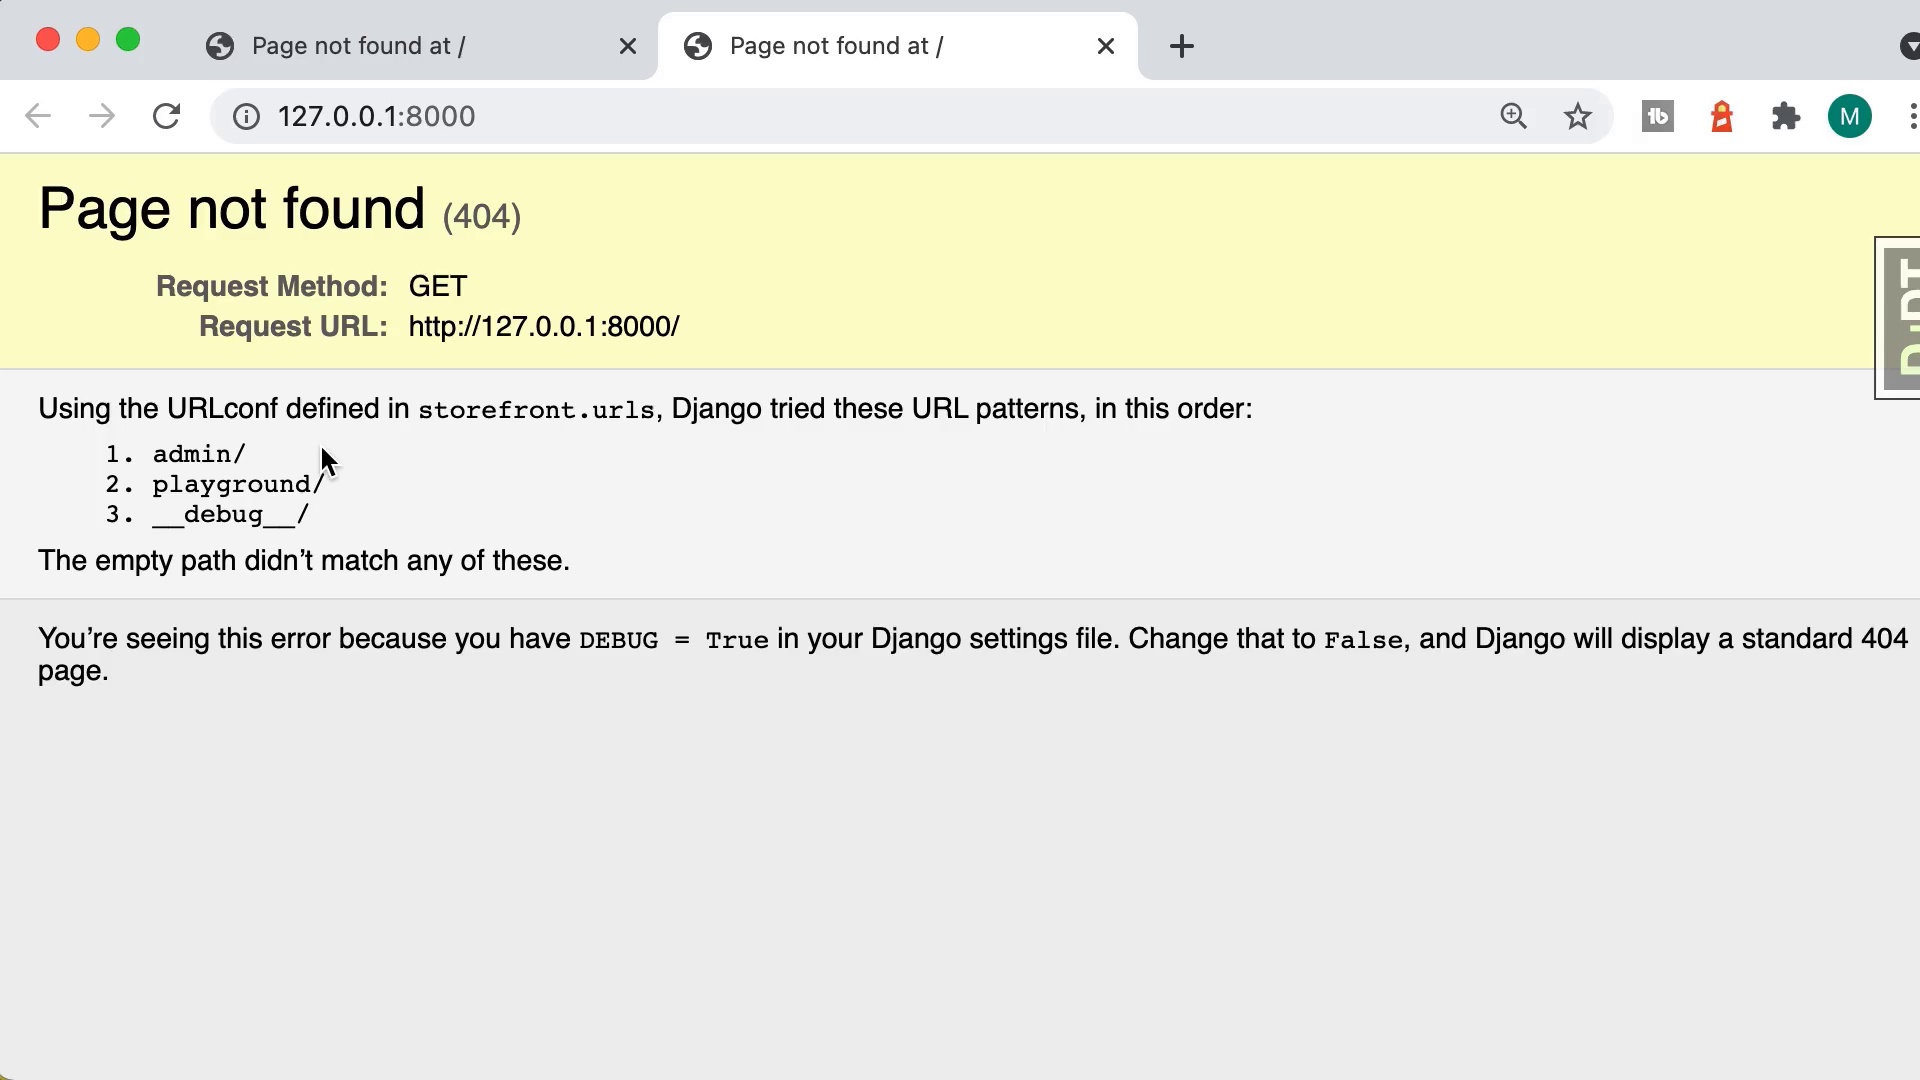 Page not found at /
Page not found at /
127.0.0.1:8000
M
Page not found (404)
Request Method: GET
Request URL: http://127.0.0.1:8000/
Using the URLconf defined in storefront.urls, Django tried these URL patterns, in this order:
1. admin/
2. playground/
3. __debug__/
The empty path didn’t match any of these.
You’re seeing this error because you have DEBUG = True in your Django settings file. Change that to False, and Django will display a standard 404
page.